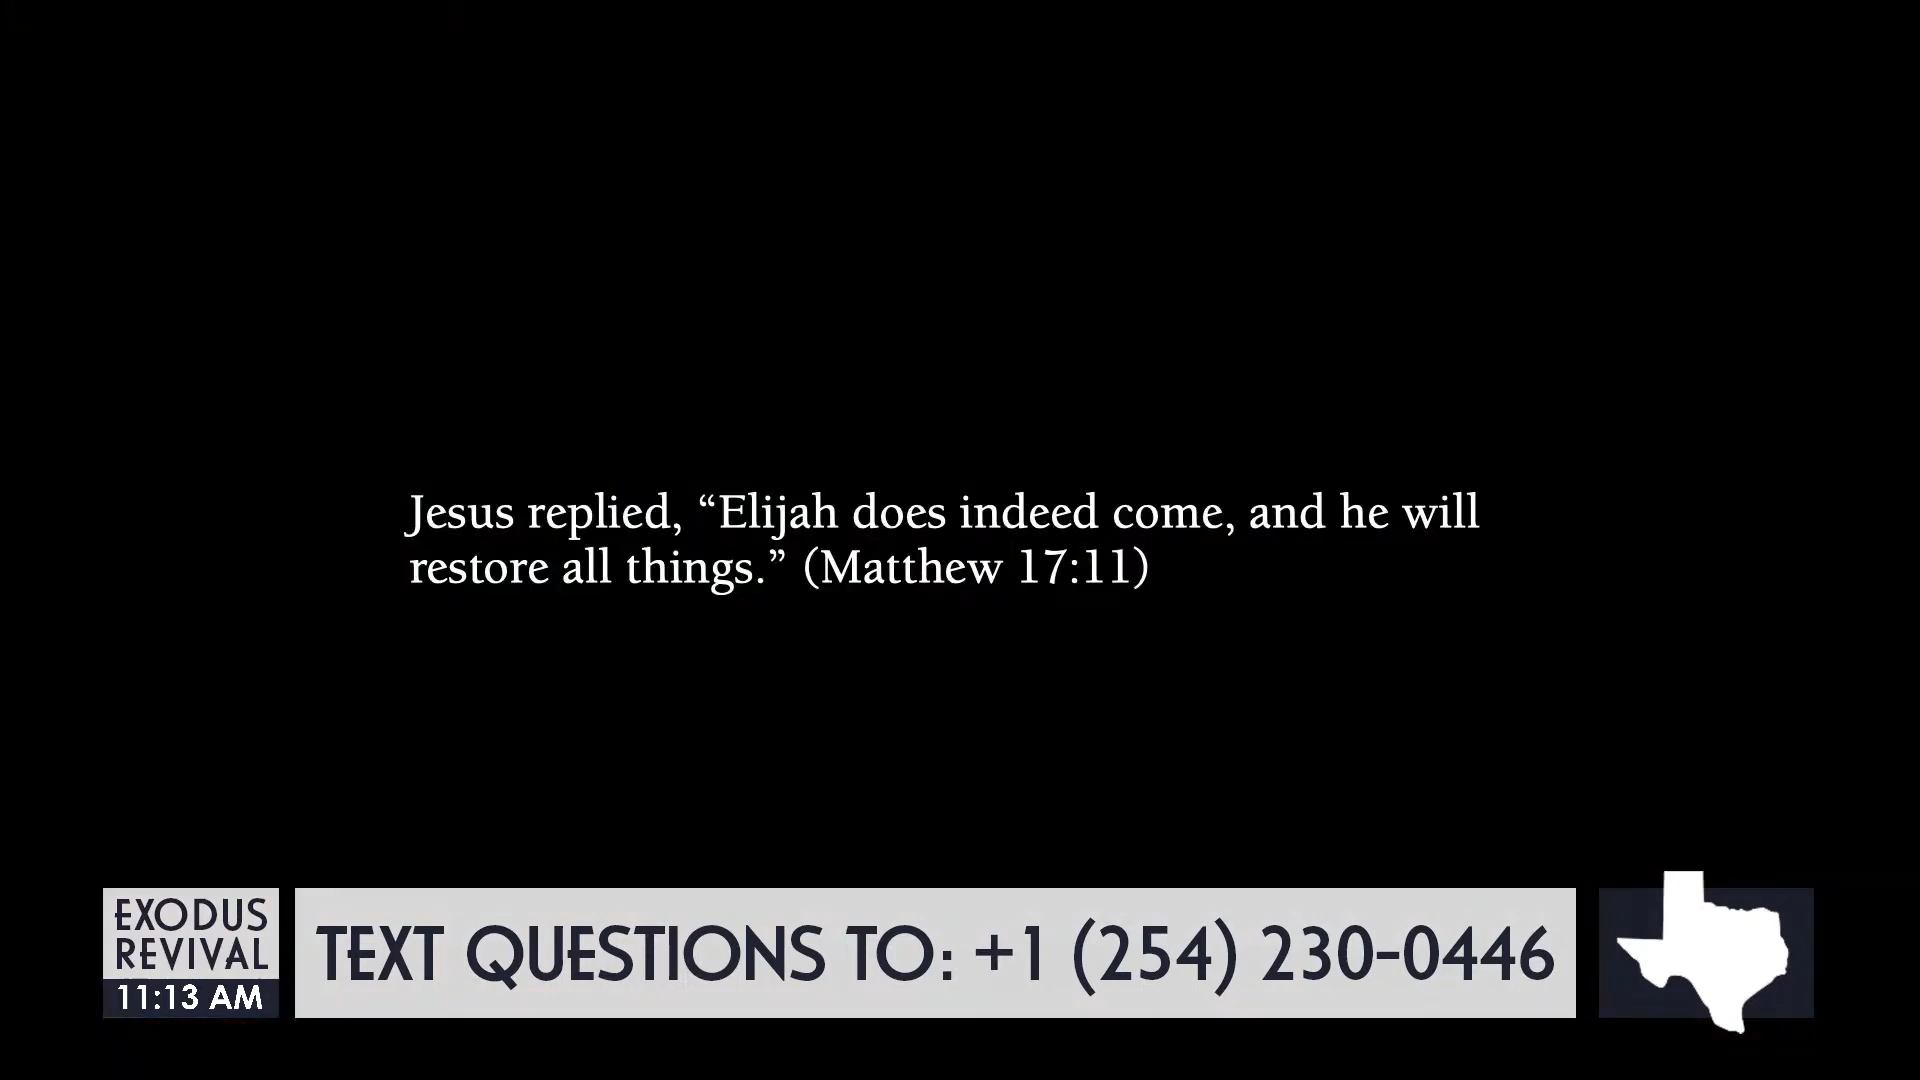 Jesus replied, “Elijah does indeed come, and he will
restore all things.” (Matthew 17:11)
EXODUS
REVIVAL
11:13 AM
TEXT QUESTIONS TO: +1 (254) 230-0446